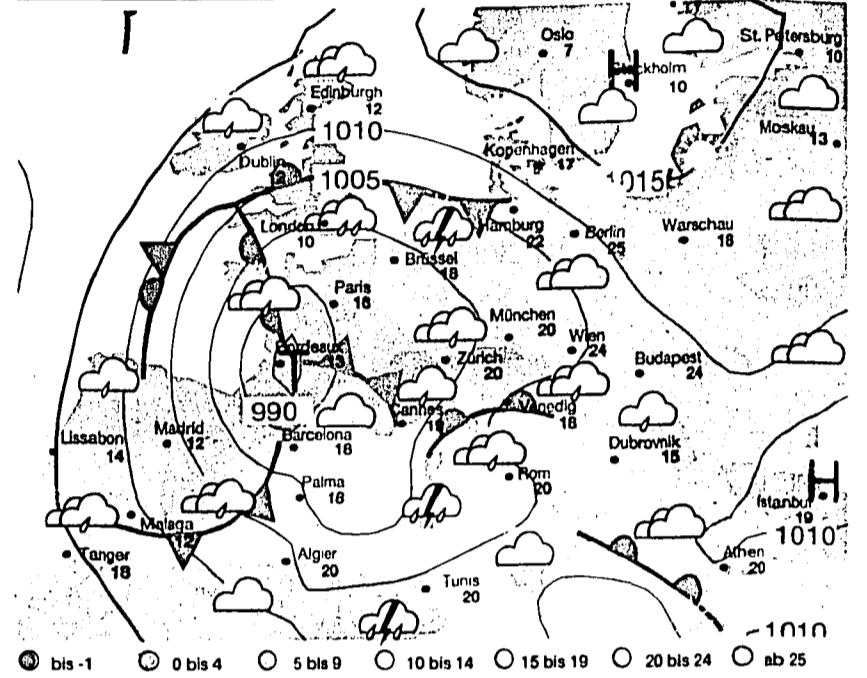 Oslo
7
St. Petersburg
10
H
Stockholm
10
Edinburgh
12
Moskau
13
1010
Kopenhagen
17
Dublin
1005
1015
London
10
Hamburg
22
Berlin
25
Warschau
18
Brüssel
18
Paris
16
München
20
Wien
24
Bordeaux
13
Zürich
20
Budapest
24
990
Cannes
Venedig
18
Lissabon
14
Madrid
12
Barcelona
18
Dubrovnik
15
Rom
20
Palma
16
H
Istanbul
19
Malaga
12
1010
Tanger
18
Algier
20
Athen
20
Tunis
20
1010
bis -1
0 bis 4
5 bis 9
10 bis 14
15 bis 19
20 bis 24
ab 25